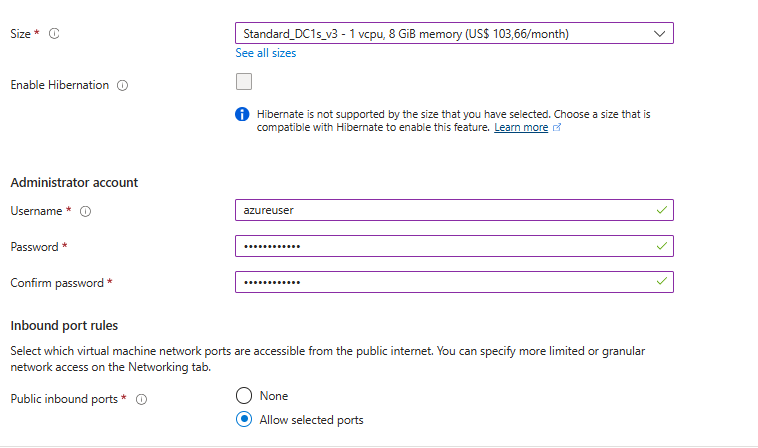 Size *
Standard_DC1s_v3 - 1 vcpu, 8 GiB memory (US$ 103,66/month)
See all sizes
Enable Hibernation
Hibernate is not supported by the size that you have selected. Choose a size that is
compatible with Hibernate to enable this feature. Learn more
Administrator account
Username *
azureuser
Password *
••••••••••••
Confirm password *
••••••••••••
Inbound port rules
Select which virtual machine network ports are accessible from the public internet. You can specify more limited or granular
network access on the Networking tab.
Public inbound ports *
None
Allow selected ports